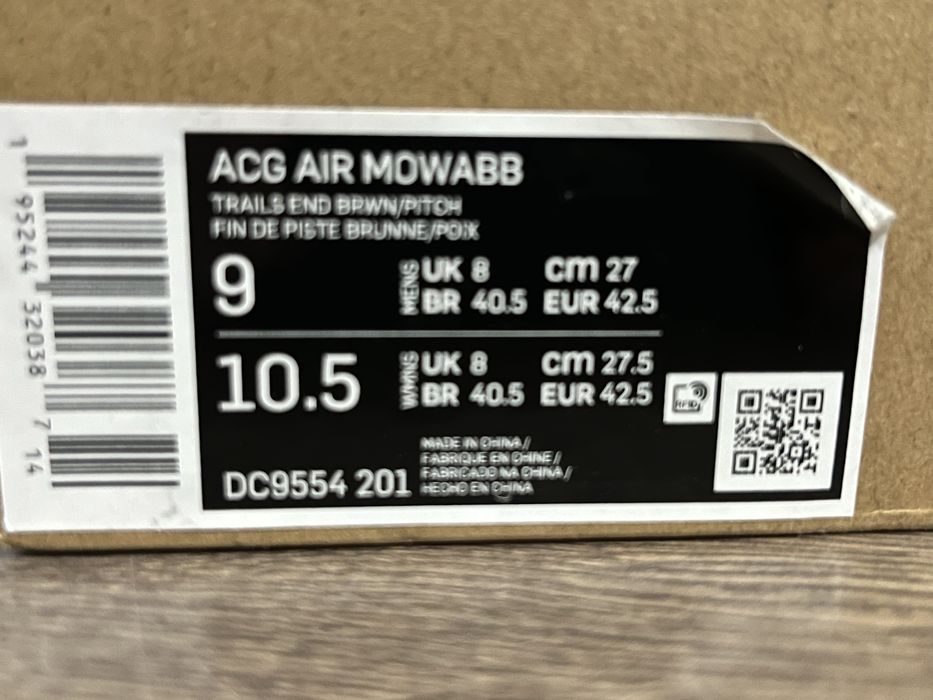 ACG AIR MOWABB
TRAILS END BRWN/PITCH
FIN DE PISTE BRUNNE/POIX
9 MENS UK 8 cm 27
BR 40.5 EUR 42.5
10.5 WMNS UK 8 cm 27.5
BR 40.5 EUR 42.5
RFID
MADE IN CHINA /
FABRIQUE EN CHINE /
FABRICADO NA CHINA /
HECHO EN CHINA
DC9554 201
1 95244 32038 7 14